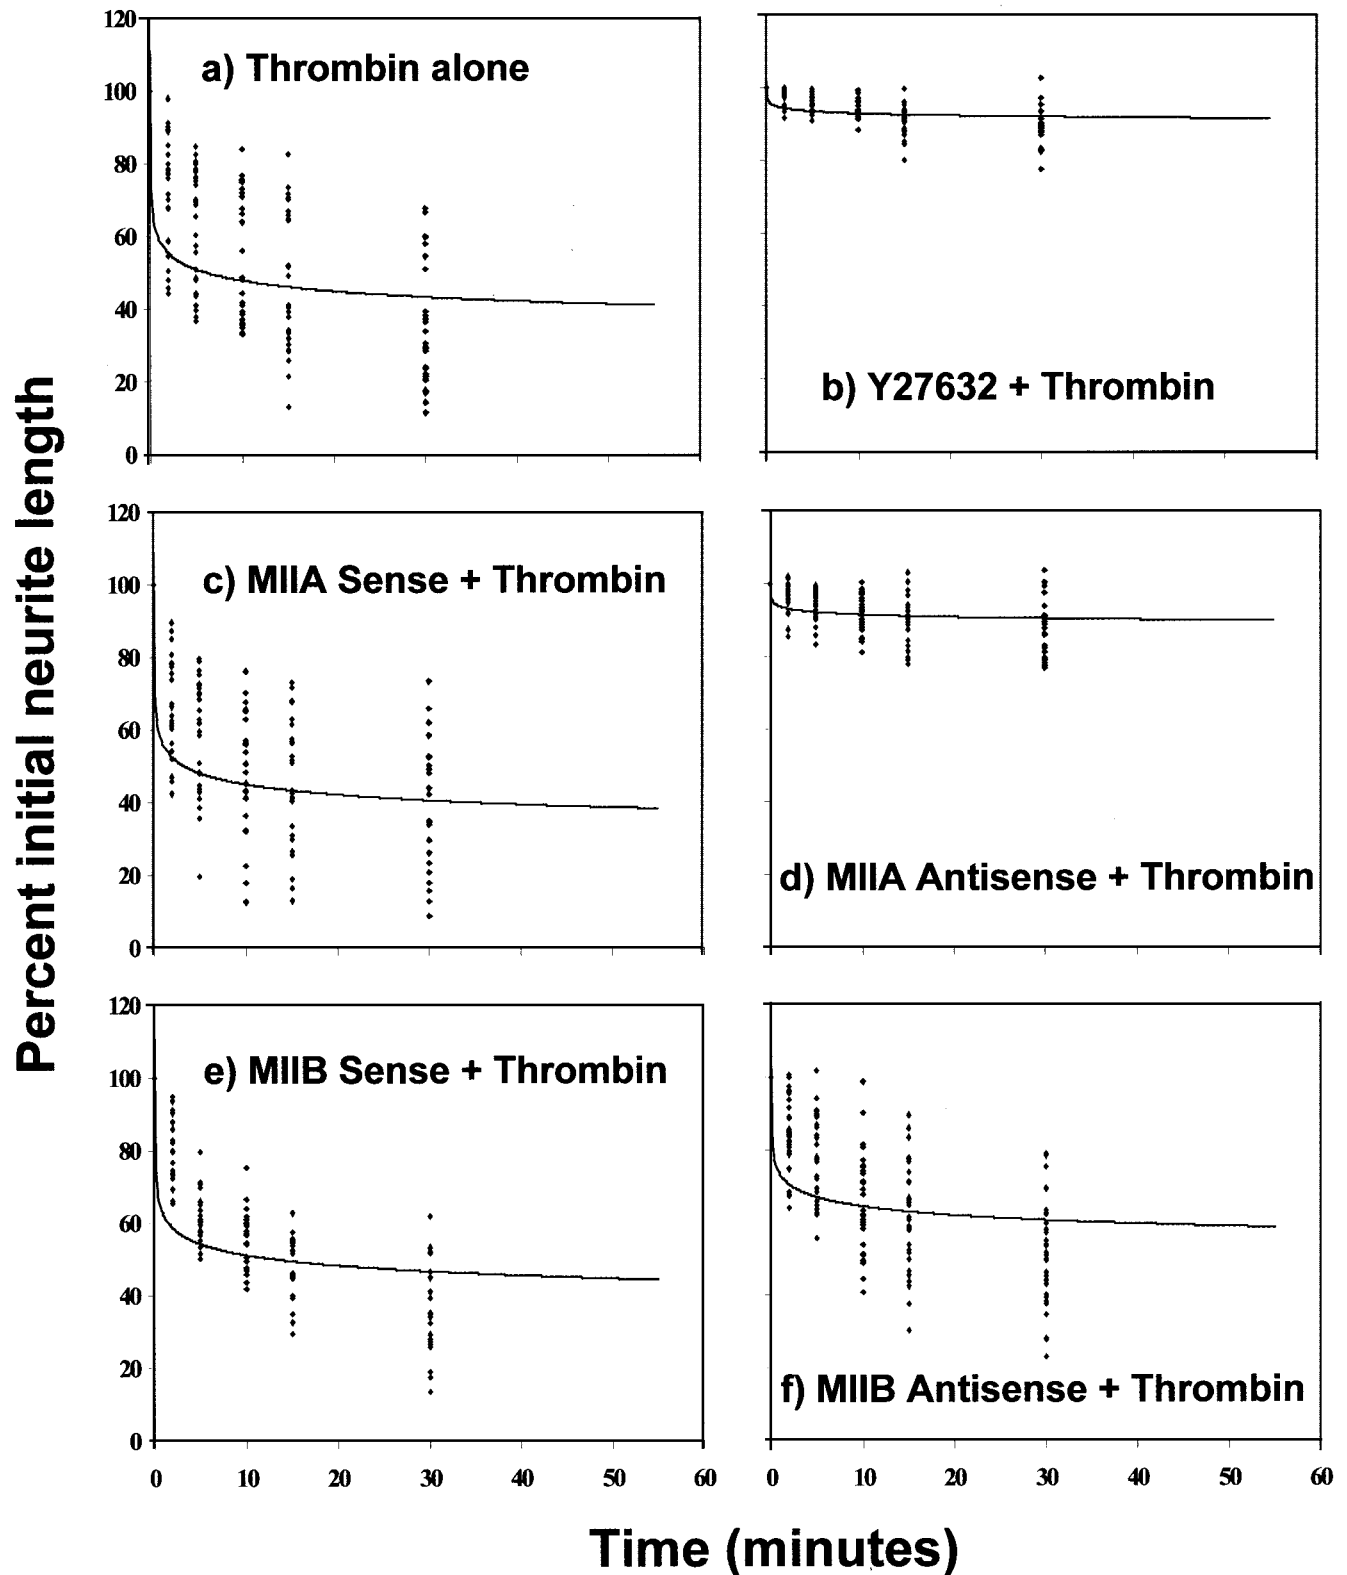 Percent initial neurite length
120
100
80
60
40
20
0
a) Thrombin alone
b) Y27632 + Thrombin
120
100
80
60
40
20
0
c) MIIA Sense + Thrombin
d) MIIA Antisense + Thrombin
120
100
80
60
40
20
0
e) MIIB Sense + Thrombin
0 10 20 30 40 50 60
f) MIIB Antisense + Thrombin
0 10 20 30 40 50 60
Time (minutes)